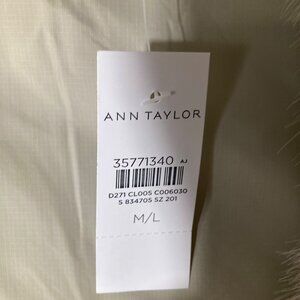 ANN TAYLOR
35771340 AJ
D271 CL005 C006030
S 834705 SZ 201
M/L